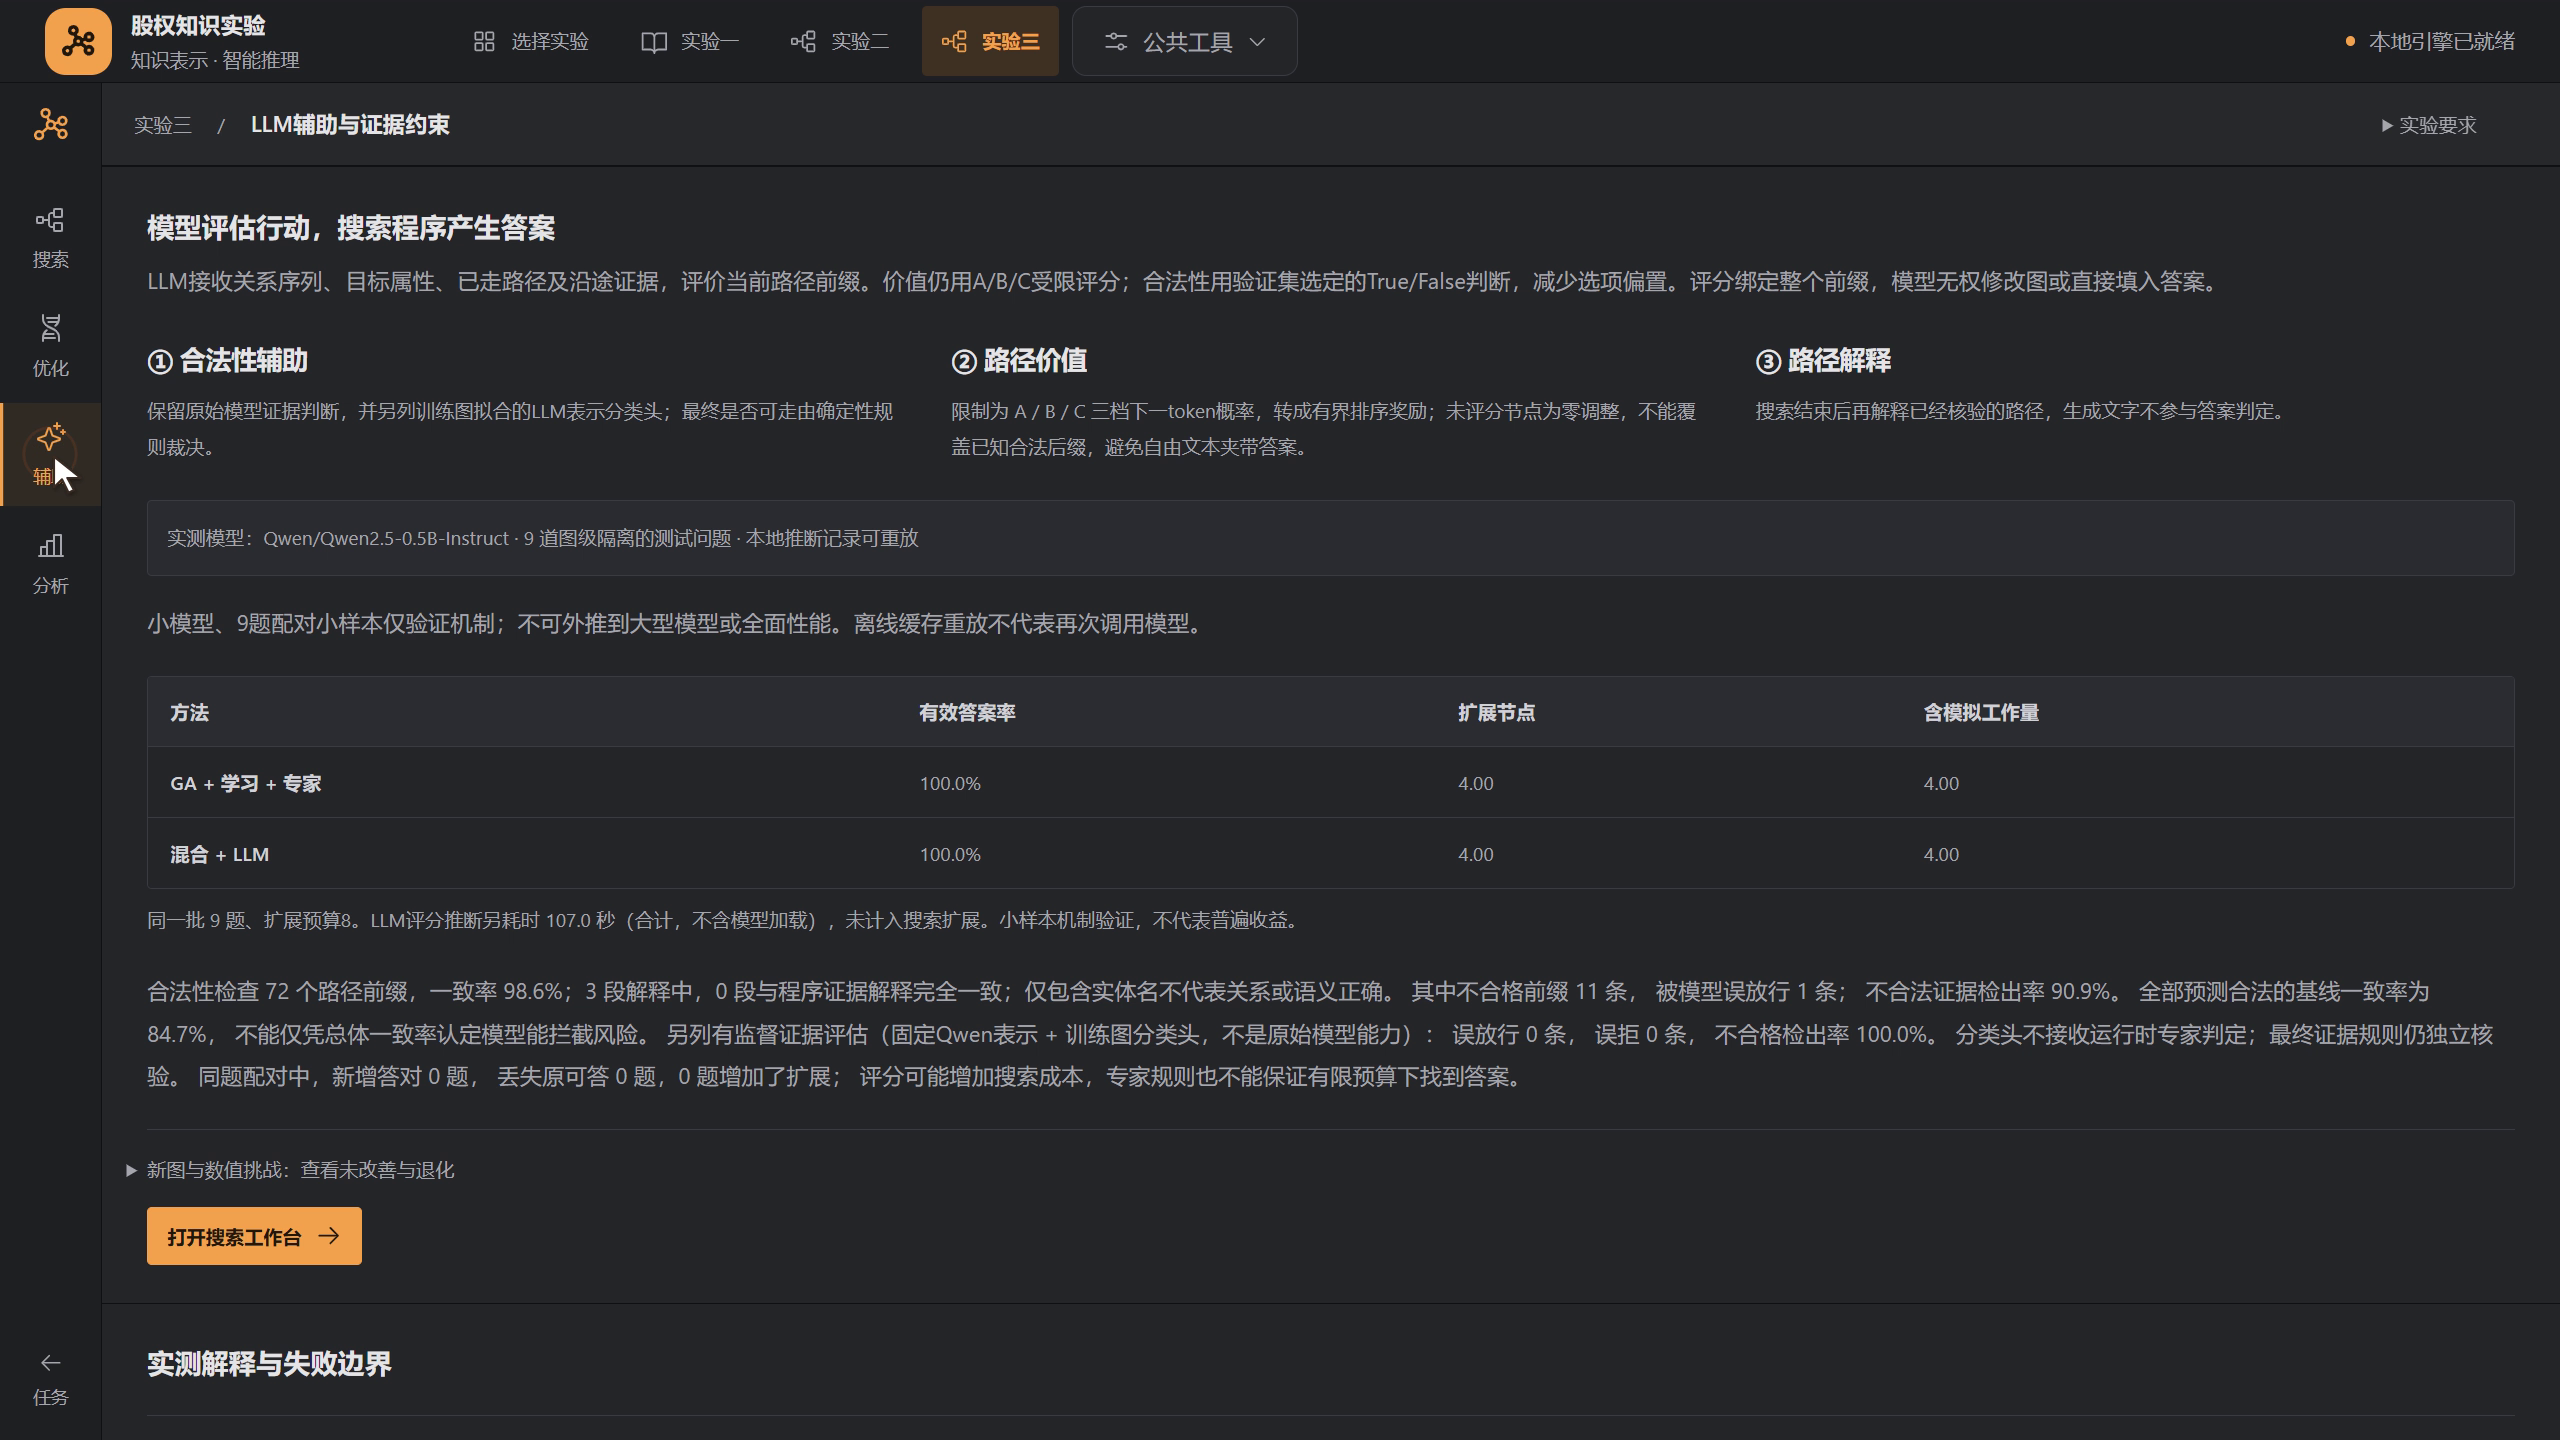 股权知识实验
知识表示 · 智能推理
选择实验
实验一
实验二
实验三
公共工具
本地引擎已就绪
实验三 / LLM辅助与证据约束
▶ 实验要求
搜索
优化
分析
任务
模型评估行动，搜索程序产生答案
LLM接收关系序列、目标属性、已走路径及沿途证据，评价当前路径前缀。价值仍用A/B/C受限评分；合法性用验证集选定的True/False判断，减少选项偏置。评分绑定整个前缀，模型无权修改图或直接填入答案。
① 合法性辅助
保留原始模型证据判断，并另列训练图拟合的LLM表示分类头；最终是否可走由确定性规
则裁决。
② 路径价值
限制为 A / B / C 三档下一token概率，转成有界排序奖励；未评分节点为零调整，不能覆
盖已知合法后缀，避免自由文本夹带答案。
③ 路径解释
搜索结束后再解释已经核验的路径，生成文字不参与答案判定。
实测模型：Qwen/Qwen2.5-0.5B-Instruct · 9 道图级隔离的测试问题 · 本地推断记录可重放
小模型、9题配对小样本仅验证机制；不可外推到大型模型或全面性能。离线缓存重放不代表再次调用模型。
方法 有效答案率 扩展节点 含模拟工作量
GA + 学习 + 专家 100.0% 4.00 4.00
混合 + LLM 100.0% 4.00 4.00
同一批 9 题、扩展预算8。LLM评分推断另耗时 107.0 秒（合计，不含模型加载），未计入搜索扩展。小样本机制验证，不代表普遍收益。
合法性检查 72 个路径前缀，一致率 98.6%；3 段解释中，0 段与程序证据解释完全一致；仅包含实体名不代表关系或语义正确。 其中不合格前缀 11 条， 被模型误放行 1 条； 不合法证据检出率 90.9%。 全部预测合法的基线一致率为
84.7%， 不能仅凭总体一致率认定模型能拦截风险。 另列有监督证据评估（固定Qwen表示 + 训练图分类头，不是原始模型能力）： 误放行 0 条， 误拒 0 条， 不合格检出率 100.0%。 分类头不接收运行时专家判定；最终证据规则仍独立核
验。 同题配对中，新增答对 0 题， 丢失原可答 0 题，0 题增加了扩展； 评分可能增加搜索成本，专家规则也不能保证有限预算下找到答案。
▶ 新图与数值挑战：查看未改善与退化
打开搜索工作台 →
实测解释与失败边界